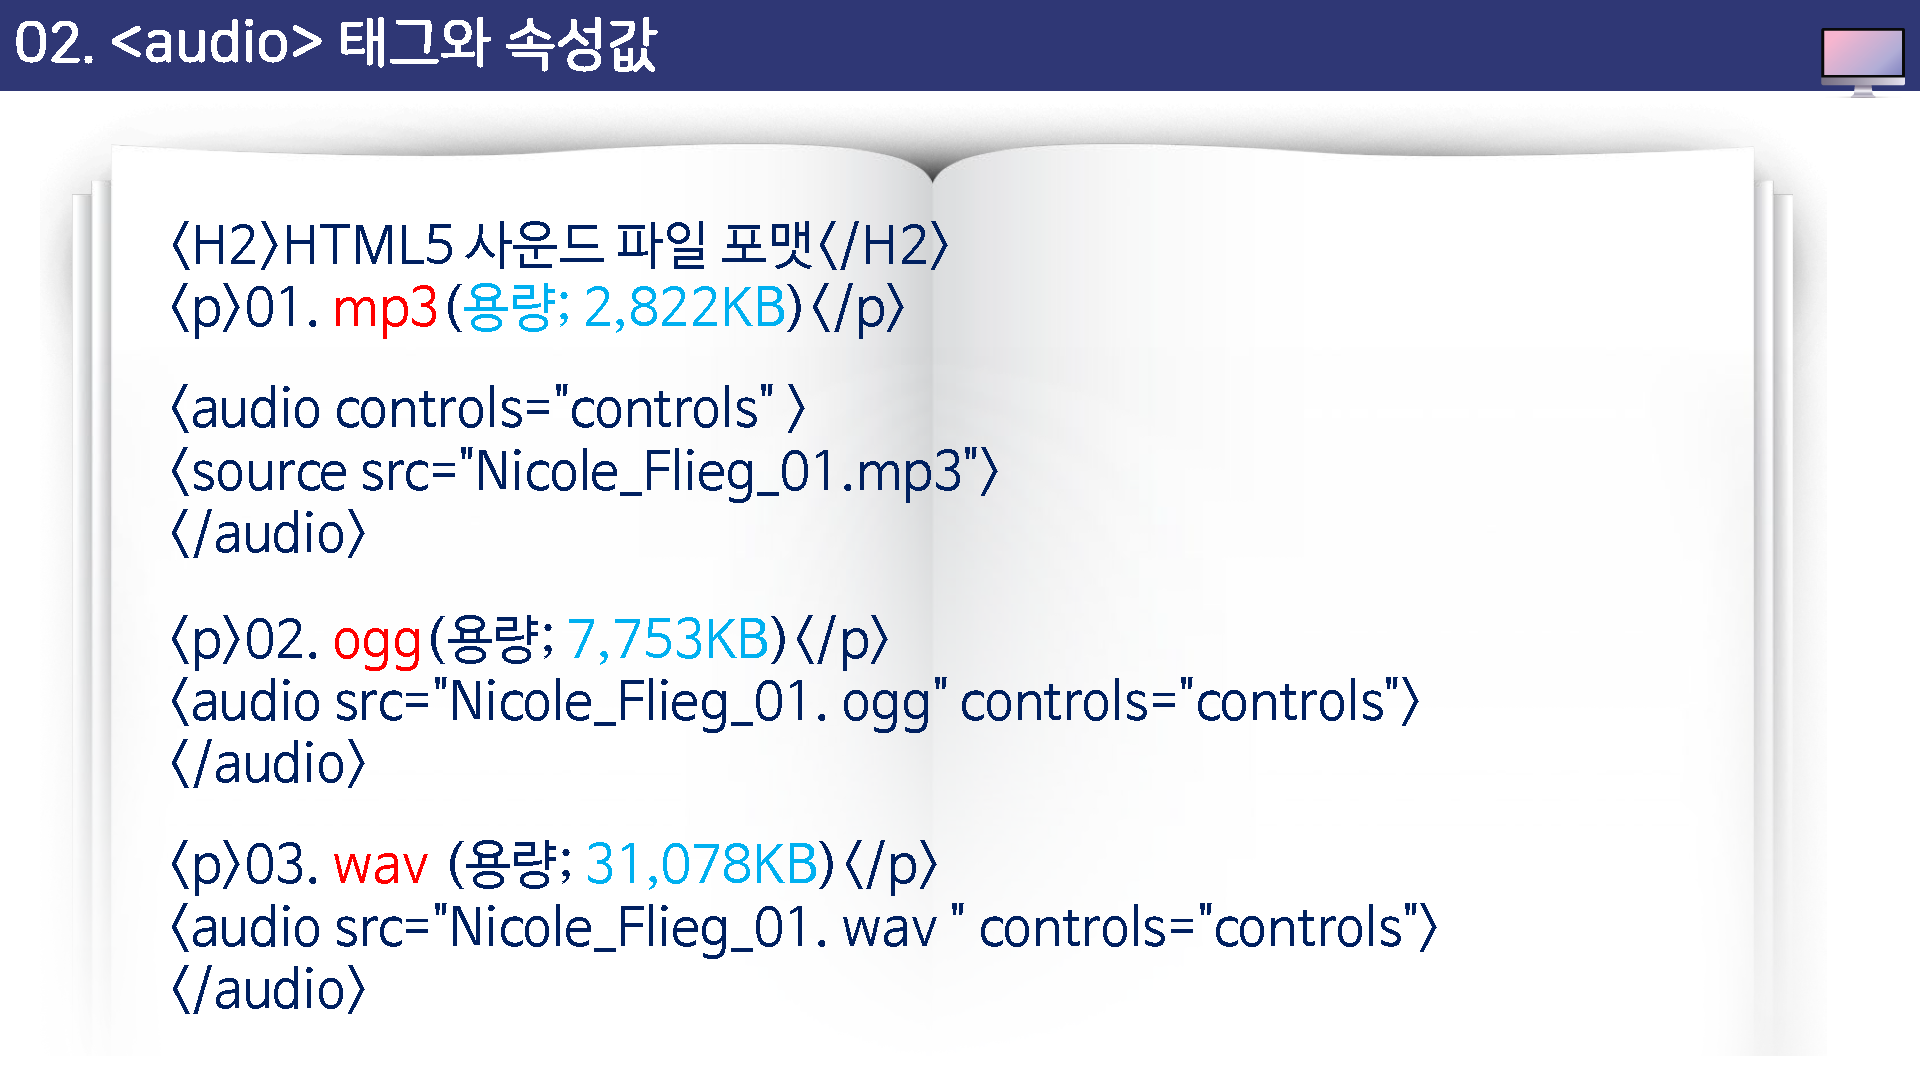 02. <audio> 태그와 속성값
<H2>HTML5 사운드 파일 포맷</H2>
<p>01. mp3(용량; 2,822KB)</p>
<audio controls="controls" >
<source src="Nicole_Flieg_01.mp3">
</audio>
<p>02. ogg(용량; 7,753KB)</p>
<audio src="Nicole_Flieg_01. ogg" controls="controls">
</audio>
<p>03. wav (용량; 31,078KB)</p>
<audio src="Nicole_Flieg_01. wav " controls="controls">
</audio>